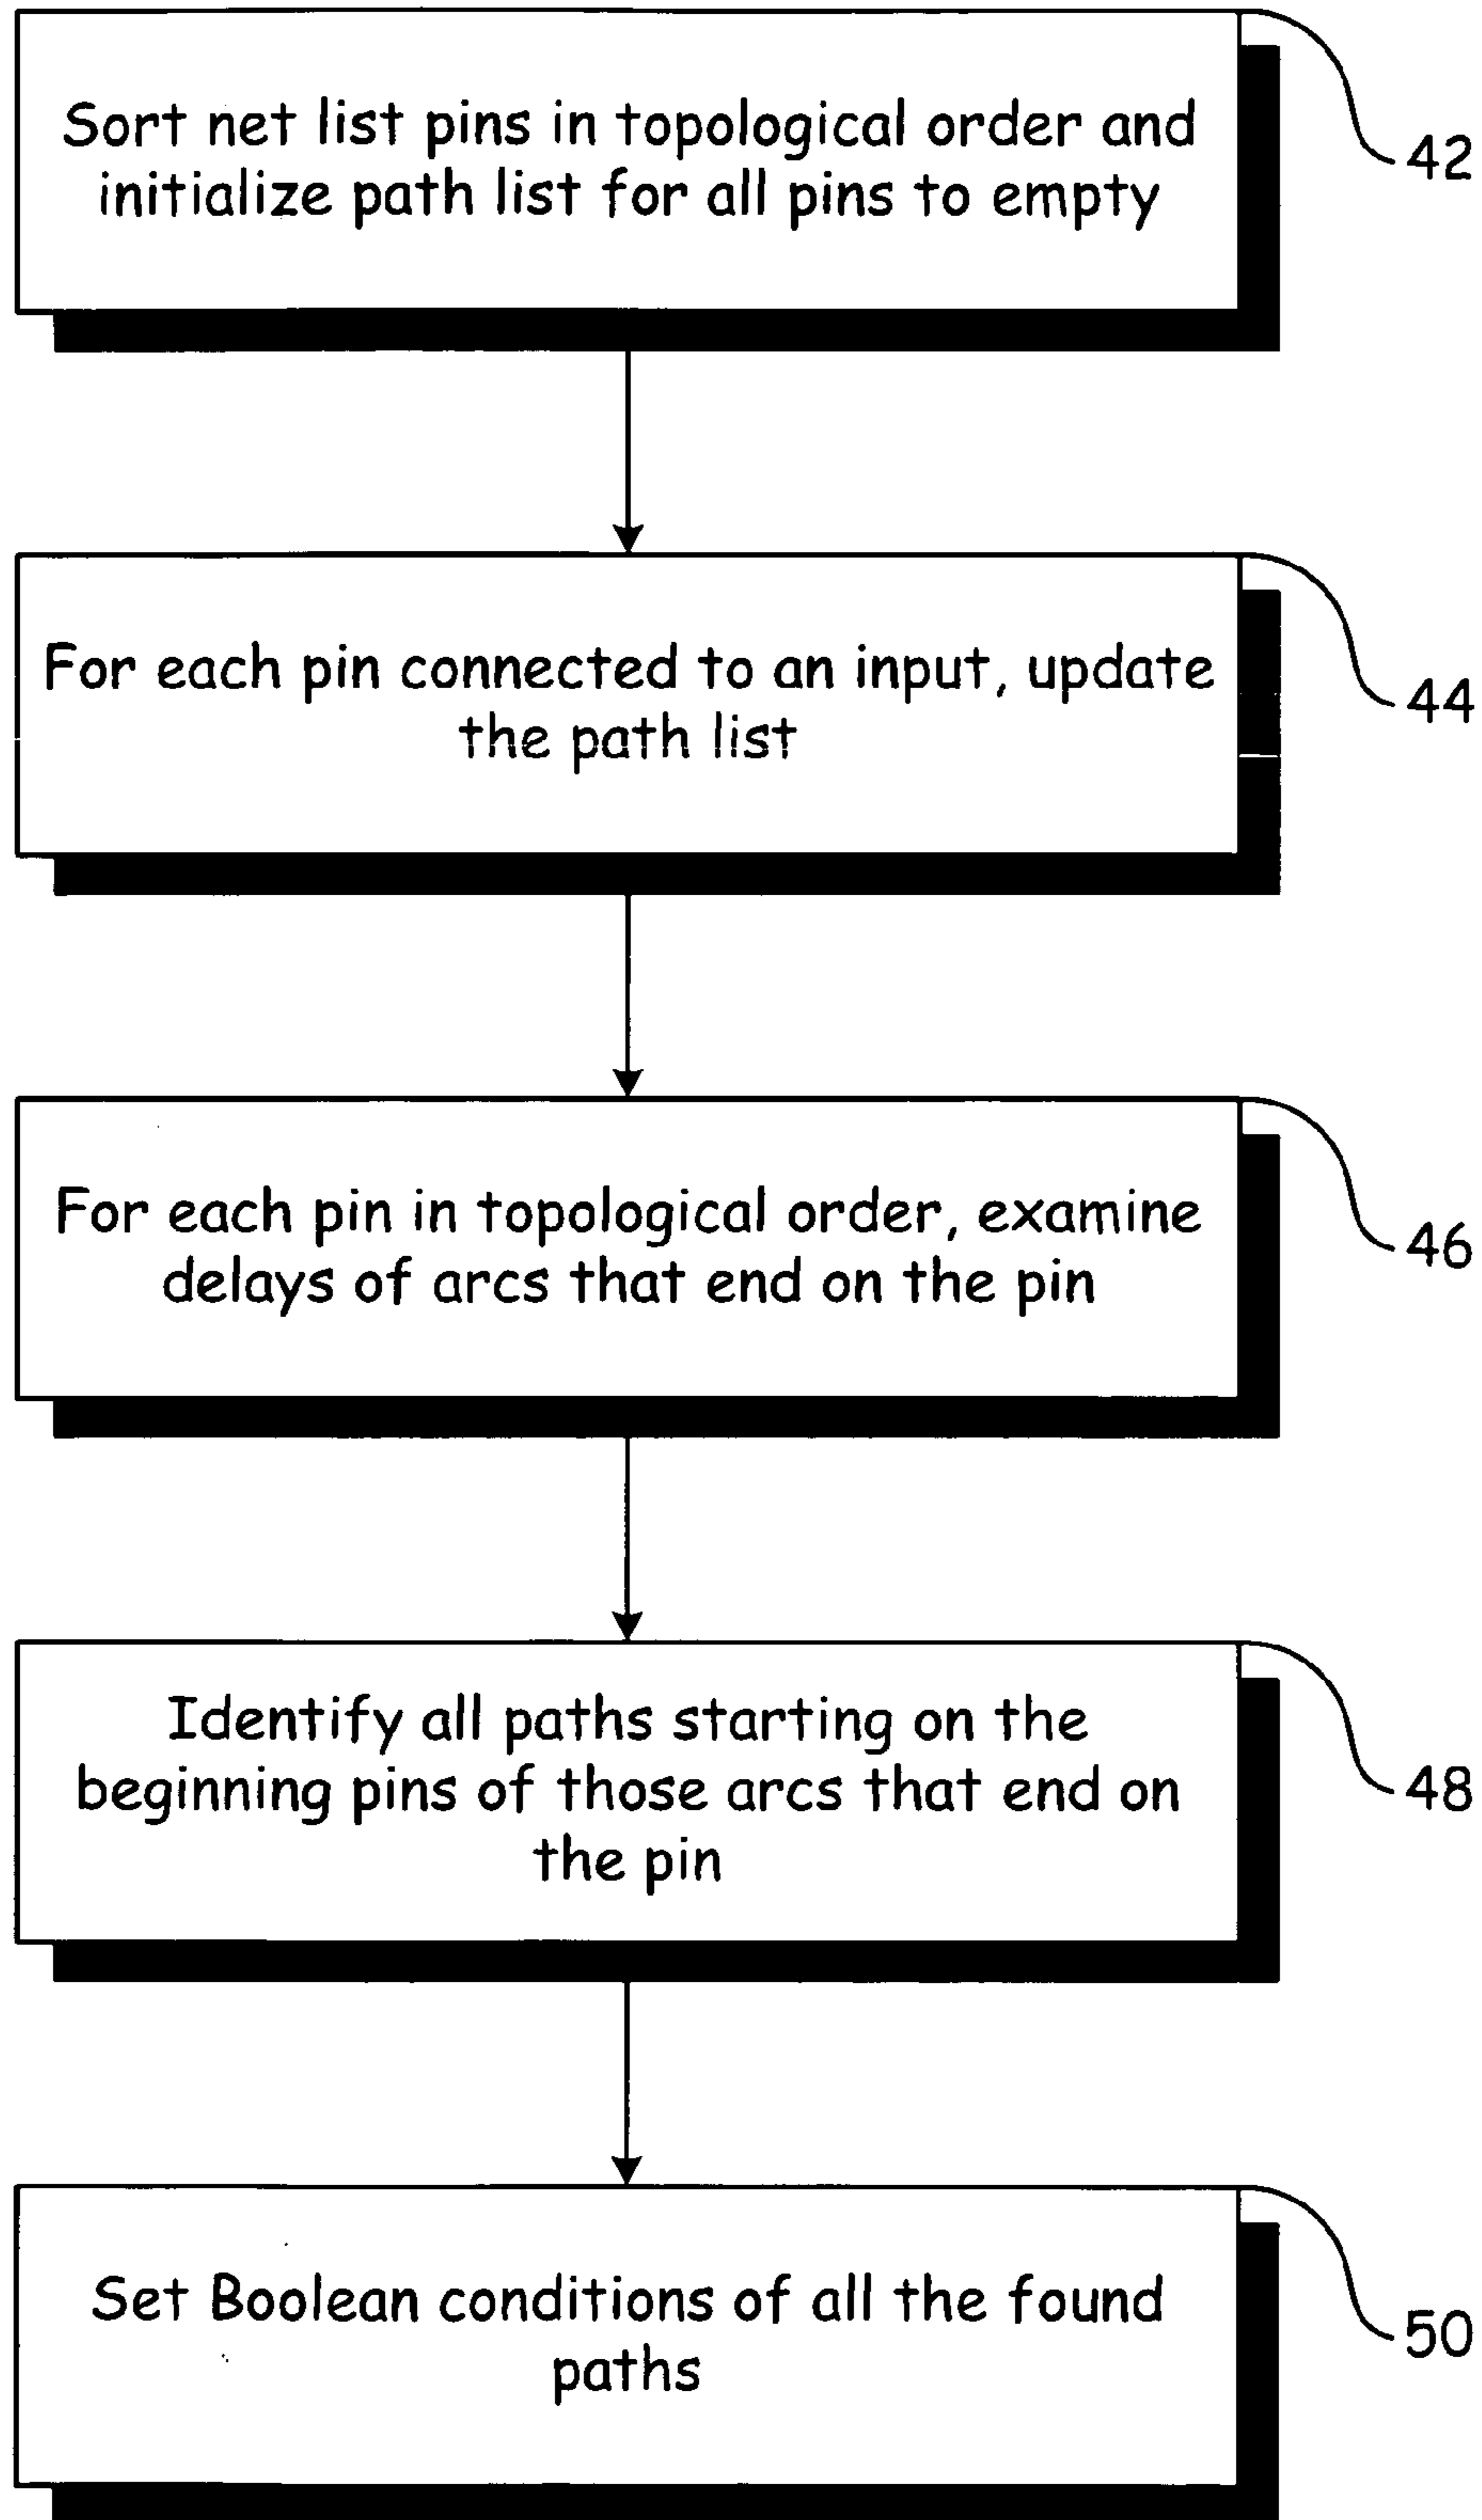 Sort net list pins in topological order and
initialize path list for all pins to empty
42
For each pin connected to an input, update
the path list
44
For each pin in topological order, examine
delays of arcs that end on the pin
46
Identify all paths starting on the
beginning pins of those arcs that end on
the pin
48
Set Boolean conditions of all the found
paths
50